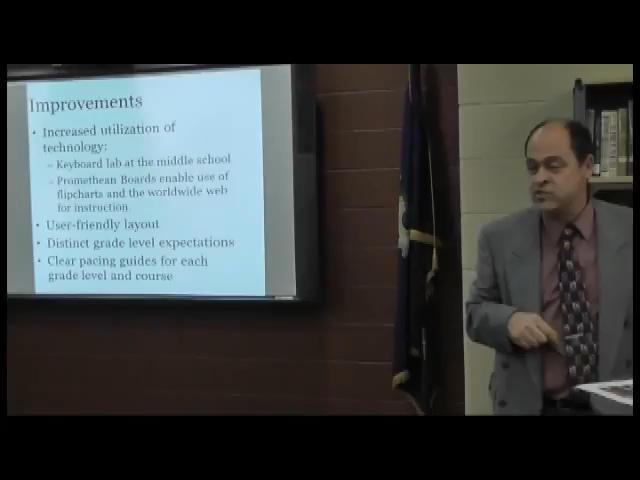 Improvements
• Increased utilization of
technology:
– Keyboard lab at the middle school
– Promethean Boards enable use of
flipcharts and the worldwide web
for instruction.
• User-friendly layout
• Distinct grade level expectations
• Clear pacing guides for each
grade level and course